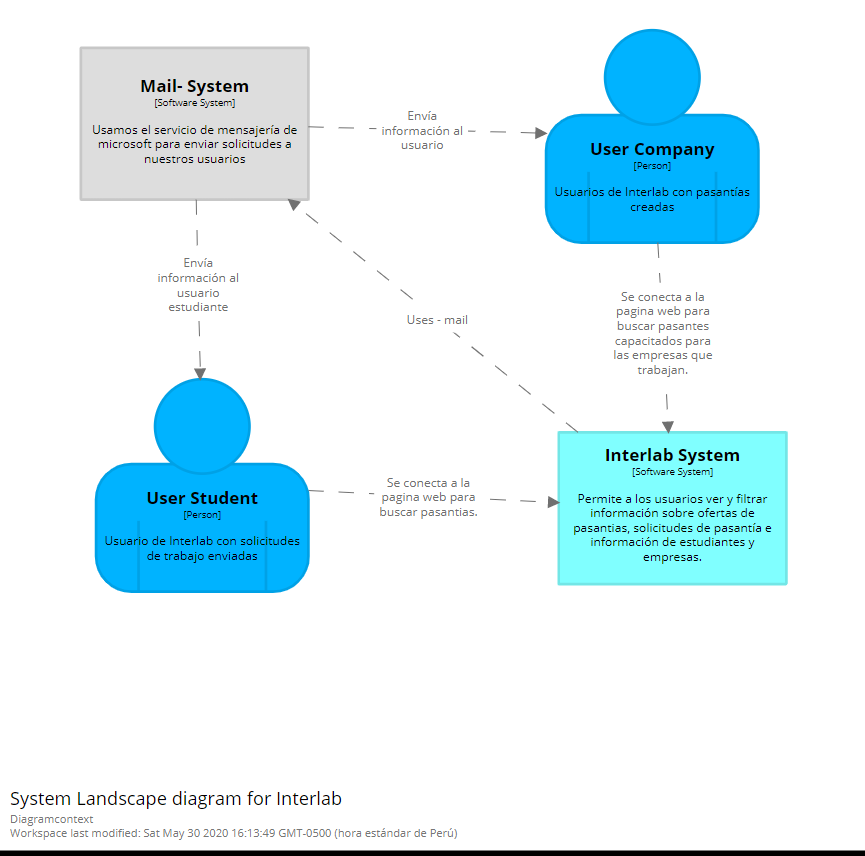 Mail- System
[Software System]
Usamos el servicio de mensajería de
microsoft para enviar solicitudes a
nuestros usuarios
Envía
información al
usuario
User Company
[Person]
Usuarios de Interlab con pasantías
creadas
Envía
información al
usuario
estudiante
Uses - mail
Se conecta a la
pagina web para
buscar pasantes
capacitados para
las empresas que
trabajan.
User Student
[Person]
Usuario de Interlab con solicitudes
de trabajo enviadas
Se conecta a la
pagina web para
buscar pasantias.
Interlab System
[Software System]
Permite a los usuarios ver y filtrar
información sobre ofertas de
pasantias, solicitudes de pasantía e
información de estudiantes y
empresas.
System Landscape diagram for Interlab
Diagramcontext
Workspace last modified: Sat May 30 2020 16:13:49 GMT-0500 (hora estándar de Perú)